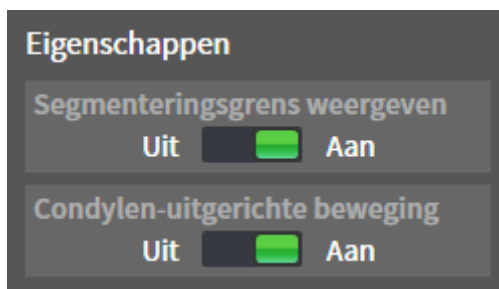 Eigenschappen
Segmenteringsgrens weergeven
Uit Aan
Condylen-uitgerichte beweging
Uit Aan